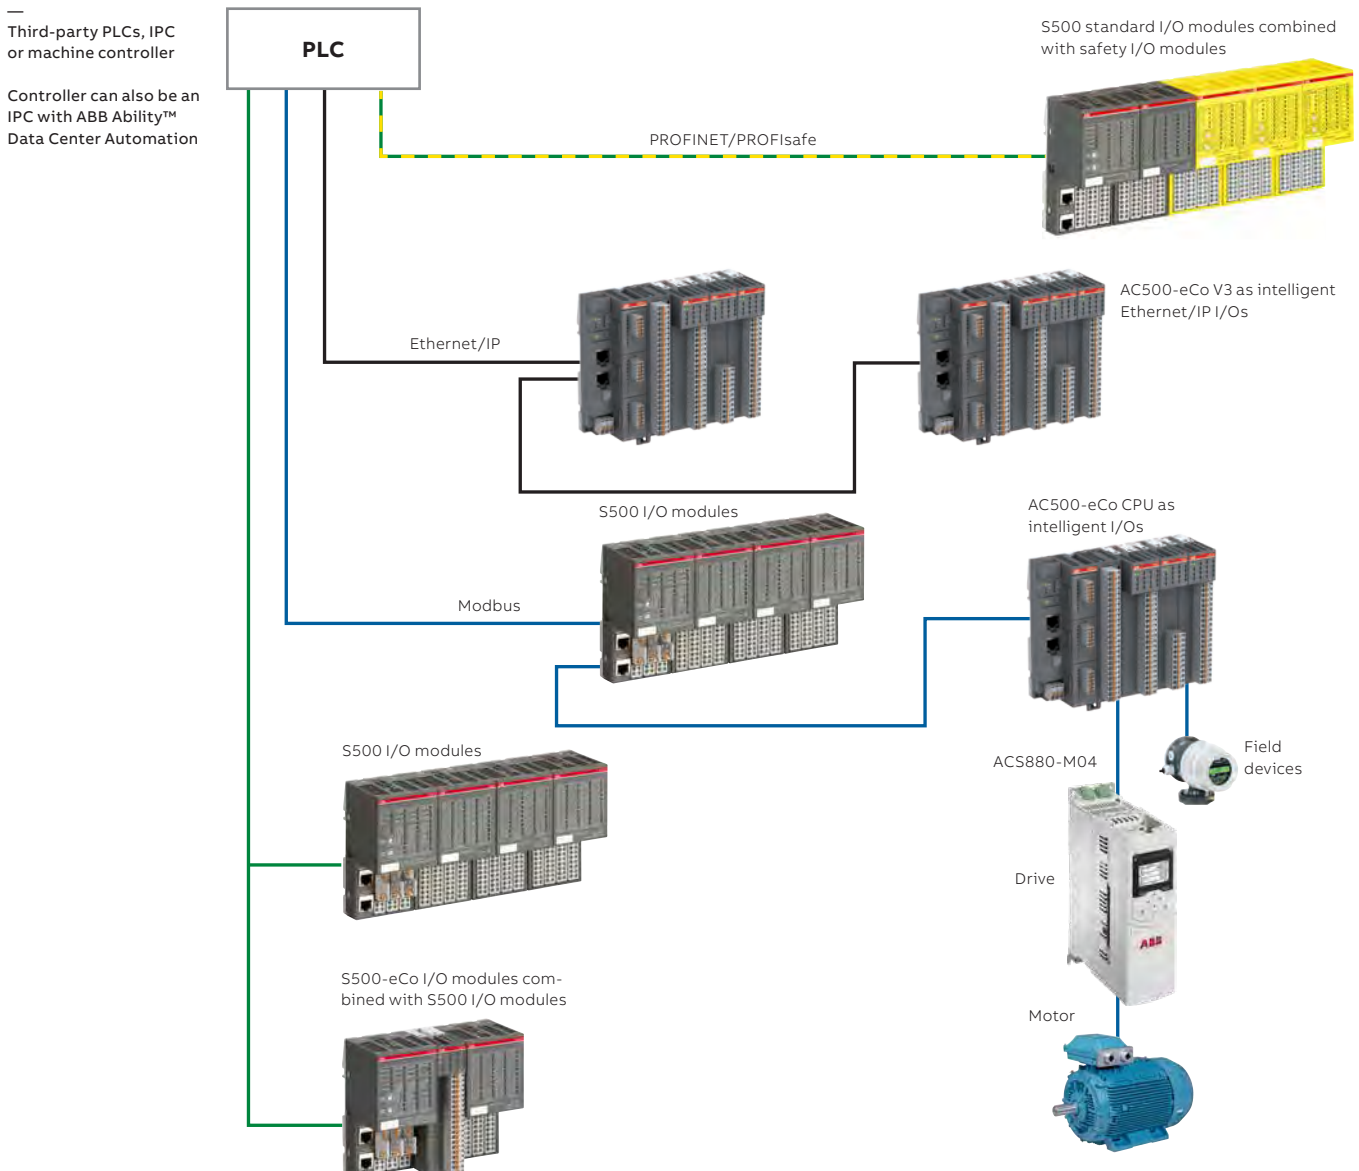 Third-party PLCs, IPC
or machine controller
Controller can also be an
IPC with ABB Ability™
Data Center Automation
PLC
S500 standard I/O modules combined
with safety I/O modules
PROFINET/PROFIsafe
AC500-eCo V3 as intelligent
Ethernet/IP I/Os
Ethernet/IP
S500 I/O modules
AC500-eCo CPU as
intelligent I/Os
Modbus
S500 I/O modules
ACS880-M04
Field
devices
Drive
ABB
S500-eCo I/O modules com-
bined with S500 I/O modules
Motor